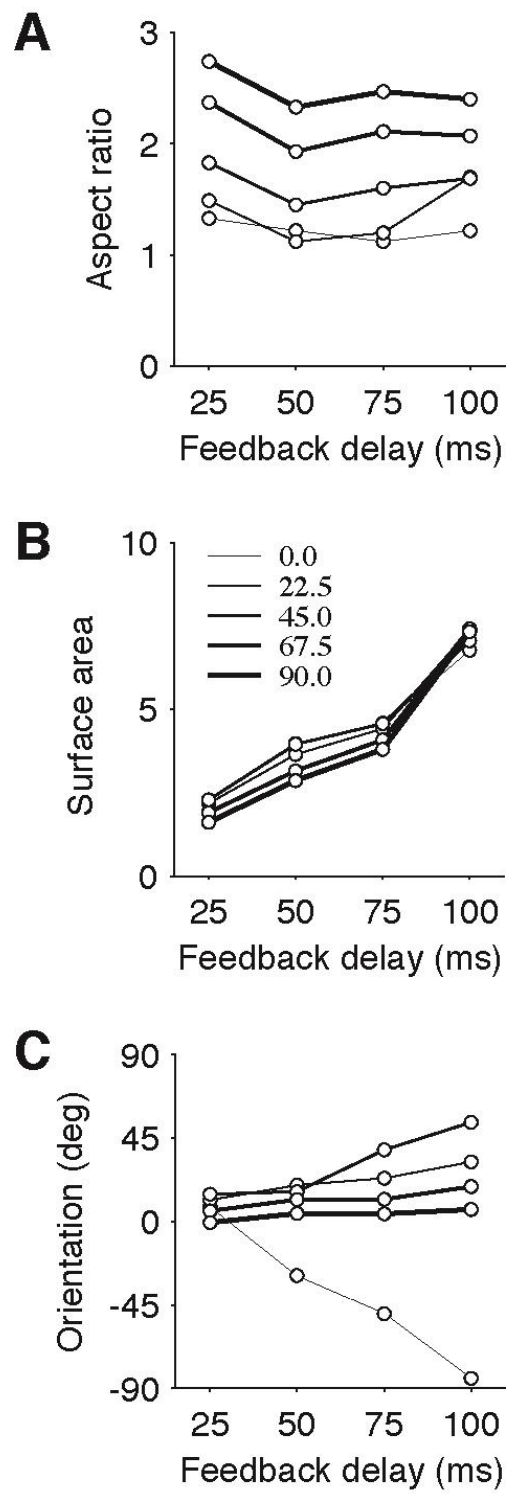 A
3
2
1
0
Aspect ratio
25 50 75 100
Feedback delay (ms)
B
10
5
0
Surface area
0.0
22.5
45.0
67.5
90.0
25 50 75 100
Feedback delay (ms)
C
90
45
0
-45
-90
Orientation (deg)
25 50 75 100
Feedback delay (ms)